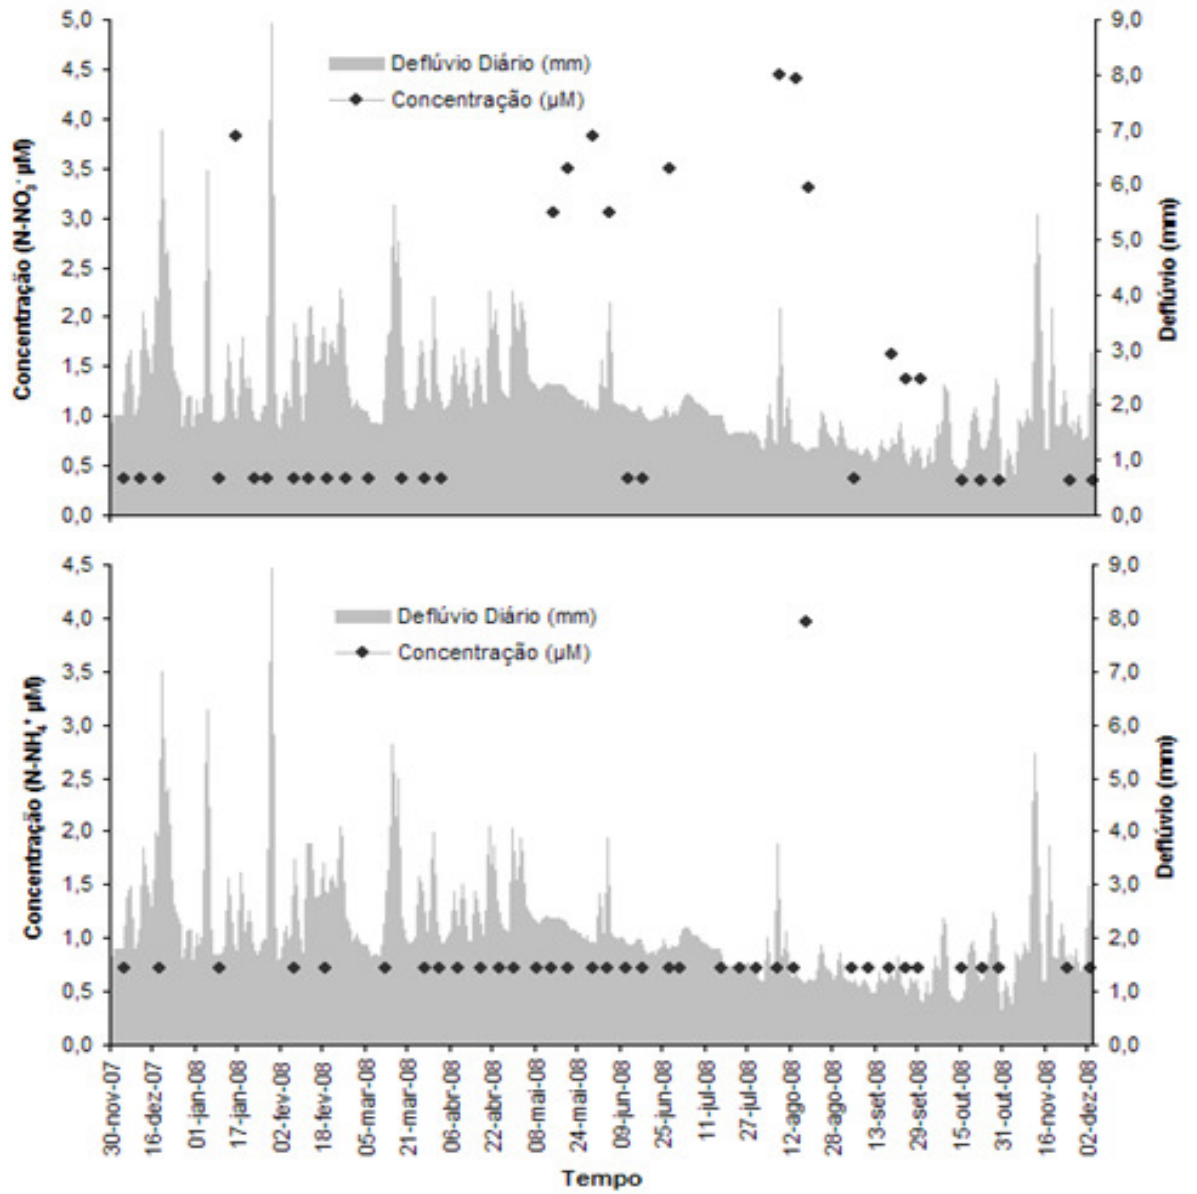 5,0
4,5
4,0
3,5
3,0
2,5
2,0
1,5
1,0
0,5
0,0
Concentração (N-NO₃⁻ µM)
Deflúvio Diário (mm)
Concentração (µM)
9,0
8,0
7,0
6,0
5,0
4,0
3,0
2,0
1,0
0,0
Deflúvio (mm)
4,5
4,0
3,5
3,0
2,5
2,0
1,5
1,0
0,5
0,0
Concentração (N-NH₄⁺ µM)
Deflúvio Diário (mm)
Concentração (µM)
9,0
8,0
7,0
6,0
5,0
4,0
3,0
2,0
1,0
0,0
Deflúvio (mm)
30-nov-07
16-dez-07
01-jan-08
17-jan-08
02-fev-08
18-fev-08
05-mar-08
21-mar-08
06-abr-08
22-abr-08
08-mai-08
24-mai-08
09-jun-08
25-jun-08
11-jul-08
27-jul-08
12-ago-08
28-ago-08
13-set-08
29-set-08
15-out-08
31-out-08
16-nov-08
02-dez-08
Tempo